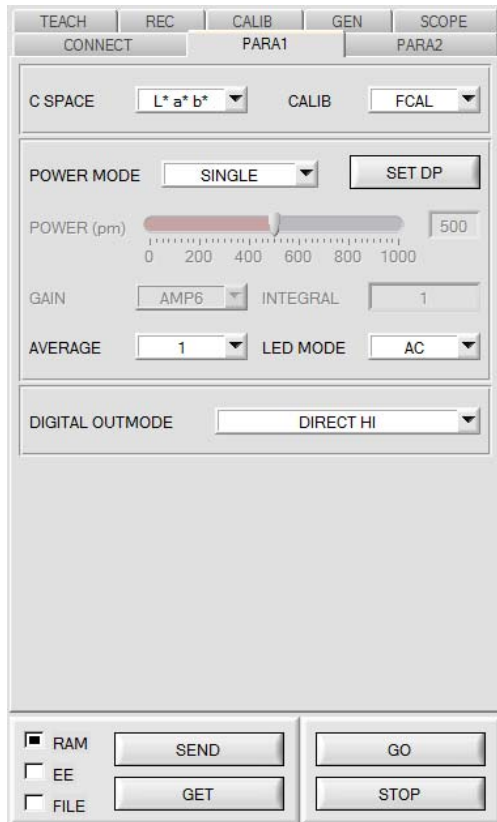 TEACH REC CALIB GEN SCOPE
CONNECT PARA1 PARA2
C SPACE L* a* b* CALIB FCAL
POWER MODE SINGLE SET DP
POWER (pm) 500
0 200 400 600 800 1000
GAIN AMP6 INTEGRAL 1
AVERAGE 1 LED MODE AC
DIGITAL OUTMODE DIRECT HI
RAM SEND GO
EE
GET STOP
FILE